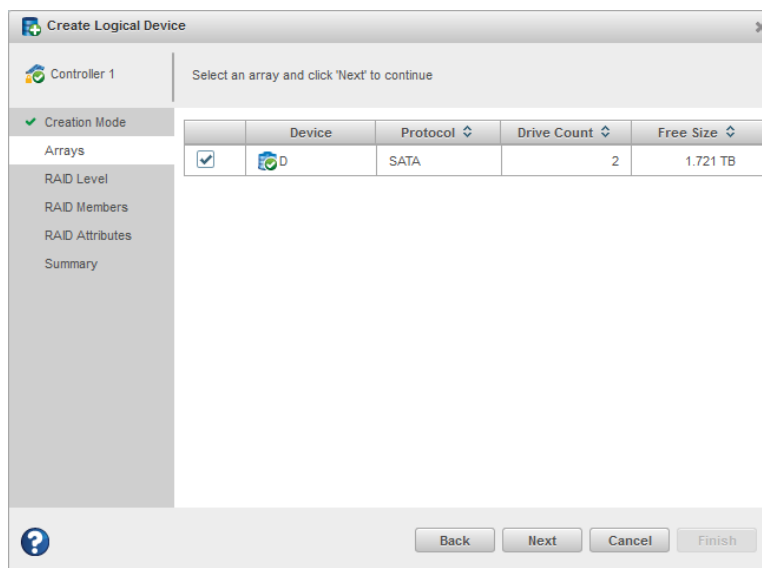 Create Logical Device
Controller 1
Select an array and click 'Next' to continue
Creation Mode
Arrays
RAID Level
RAID Members
RAID Attributes
Summary
Device Protocol Drive Count Free Size
D SATA 2 1.721 TB
Back Next Cancel Finish